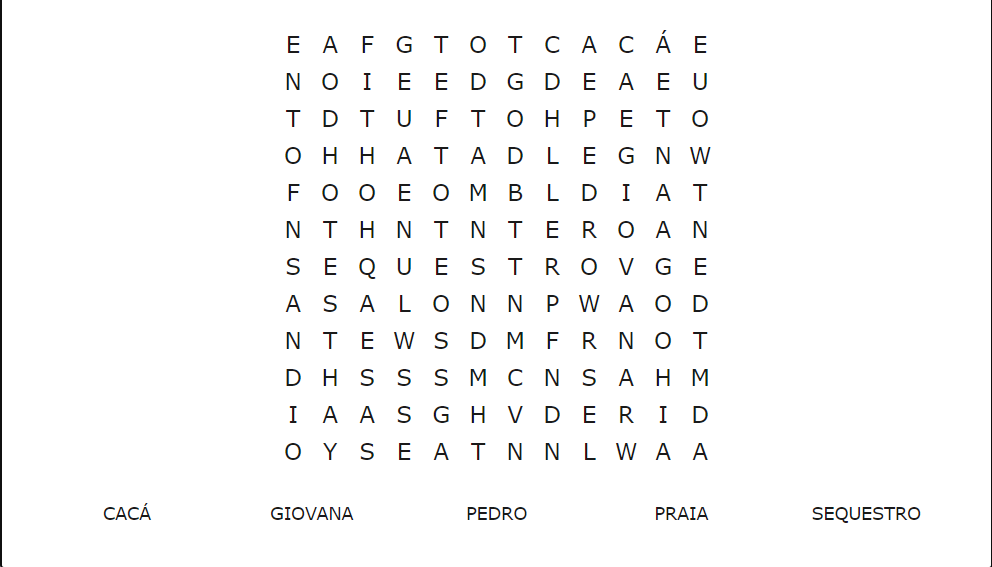 E A F G T O T C A C Á E
N O I E E D G D E A E U
T D T U F T O H P E T O
O H H A T A D L E G N W
F O O E O M B L D I A T
N T H N T N T E R O A N
S E Q U E S T R O V G E
A S A L O N N P W A O D
N T E W S D M F R N O T
D H S S S M C N S A H M
I A A S G H V D E R I D
O Y S E A T N N L W A A
CACÁ GIOVANA PEDRO PRAIA SEQUESTRO